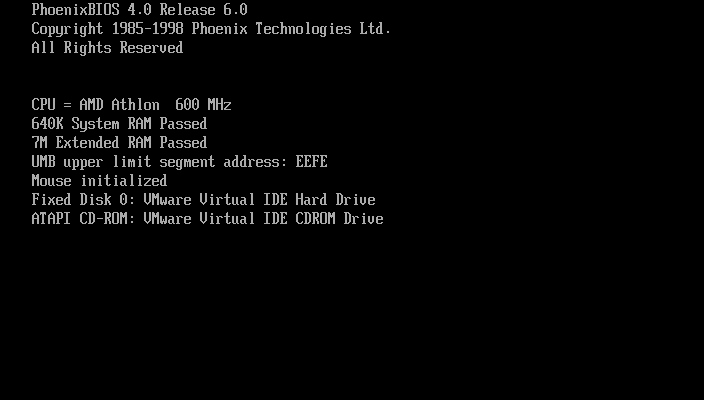 PhoenixBIOS 4.0 Release 6.0
Copyright 1985-1998 Phoenix Technologies Ltd.
All Rights Reserved
CPU = AMD Athlon  600 MHz
640K System RAM Passed
7M Extended RAM Passed
UMB upper limit segment address: EEFE
Mouse initialized
Fixed Disk 0: VMware Virtual IDE Hard Drive
ATAPI CD-ROM: VMware Virtual IDE CDROM Drive